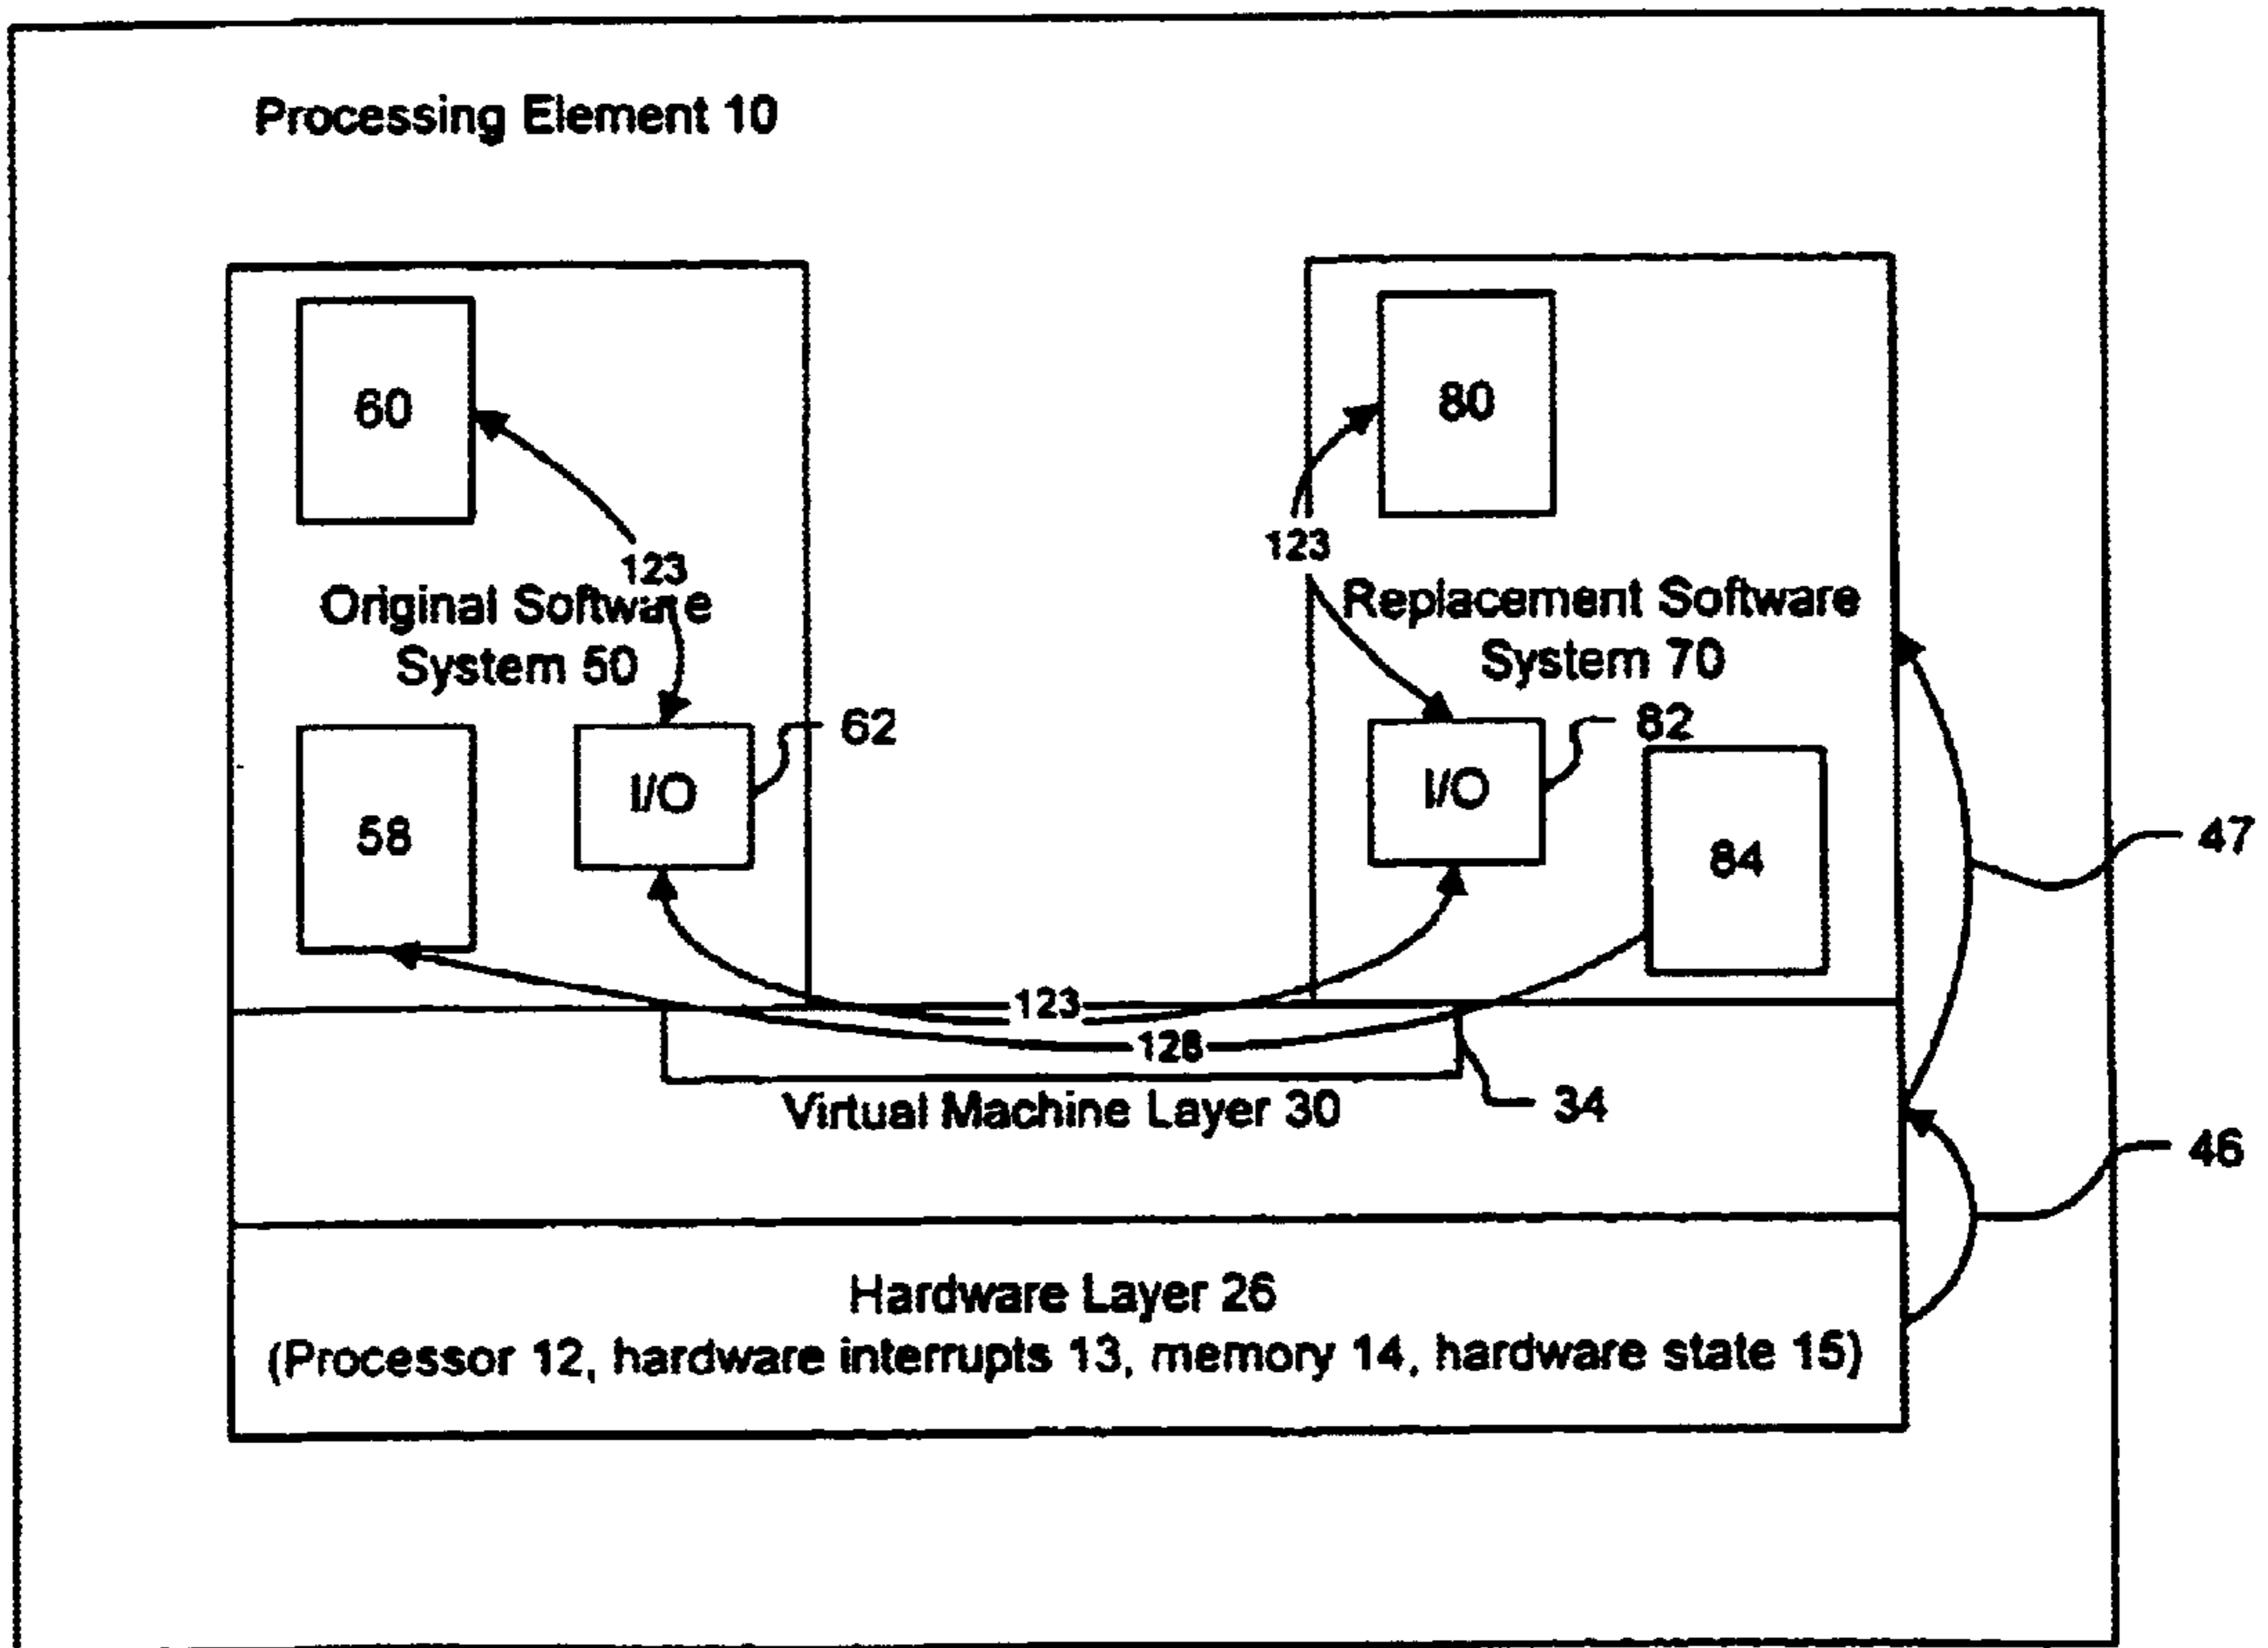 Processing Element 10
60
80
123
123
Original Software
System 50
Replacement Software
System 70
62
82
58
I/O
I/O
84
47
123
128
Virtual Machine Layer 30
34
46
Hardware Layer 26
(Processor 12, hardware interrupts 13, memory 14, hardware state 15)